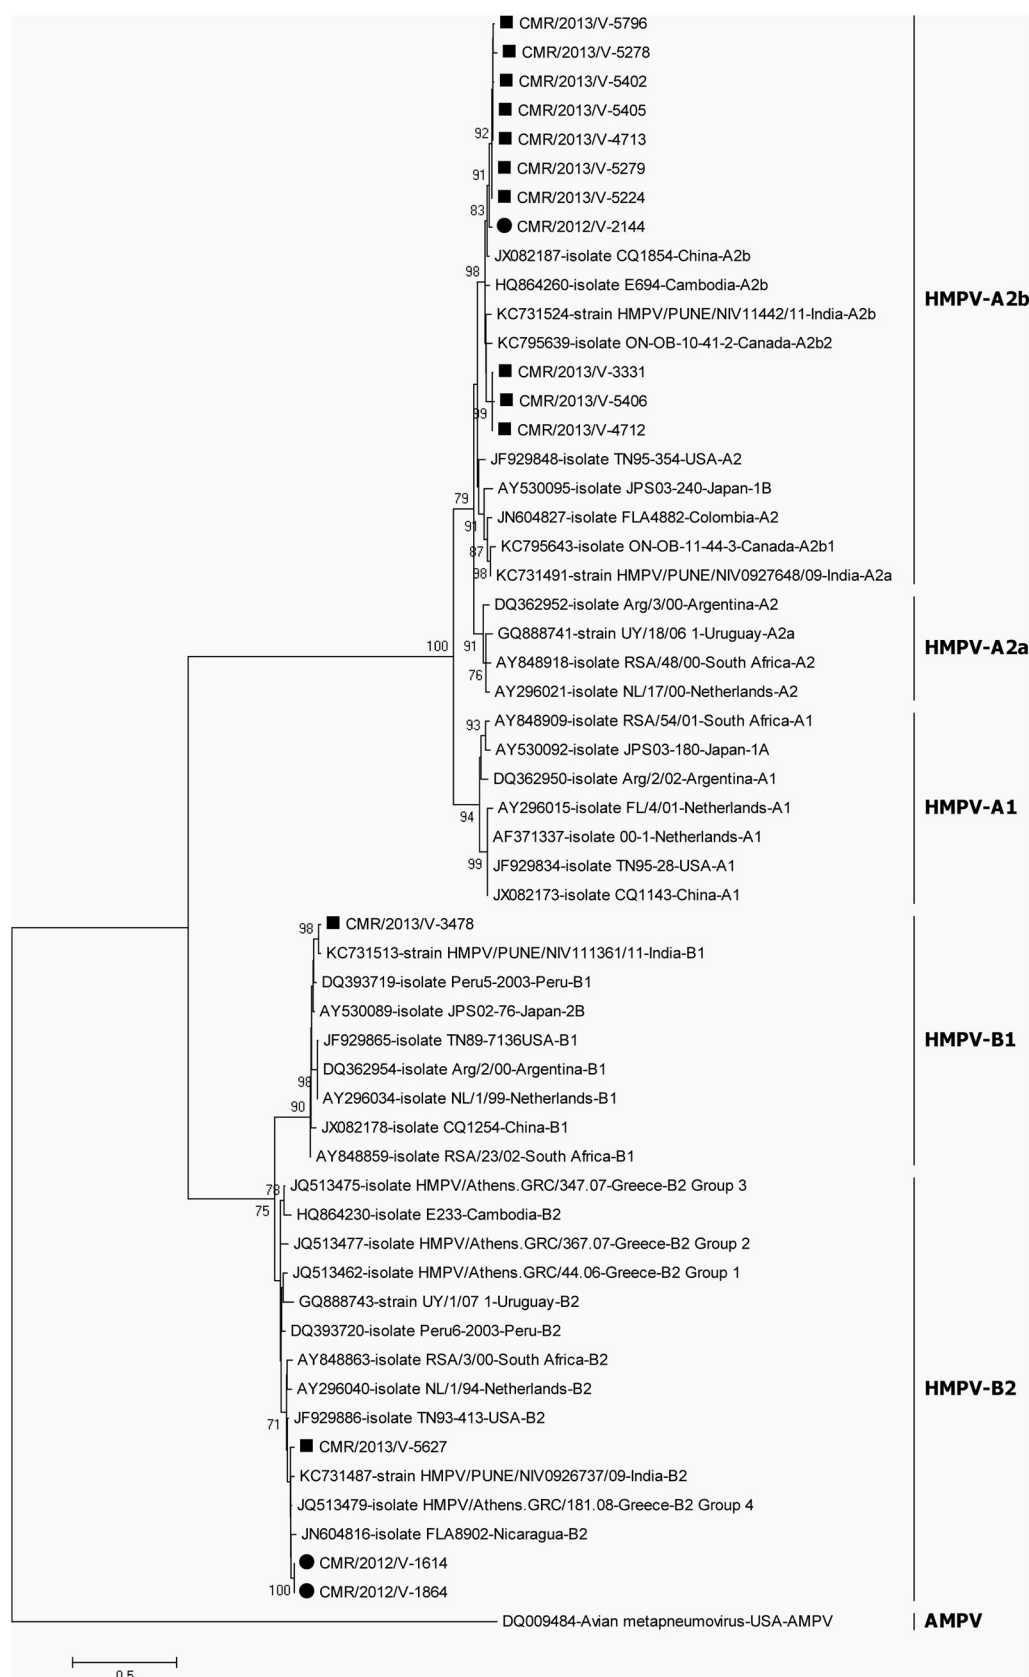 CMR/2013/V-5796
CMR/2013/V-5278
CMR/2013/V-5402
CMR/2013/V-5405
92
CMR/2013/V-4713
91
CMR/2013/V-5279
CMR/2013/V-5224
83
CMR/2012/V-2144
JX082187-isolate CQ1854-China-A2b
98
HQ864260-isolate E694-Cambodia-A2b
HMPV-A2b
KC731524-strain HMPV/PUNE/NIV11442/11-India-A2b
KC795639-isolate ON-OB-10-41-2-Canada-A2b2
CMR/2013/V-3331
CMR/2013/V-5406
99
CMR/2013/V-4712
JF929848-isolate TN95-354-USA-A2
AY530095-isolate JPS03-240-Japan-1B
79
JN604827-isolate FLA4882-Colombia-A2
91
KC795643-isolate ON-OB-11-44-3-Canada-A2b1
87
KC731491-strain HMPV/PUNE/NIV0927648/09-India-A2a
98
DQ362952-isolate Arg/3/00-Argentina-A2
GQ888741-strain UY/18/06 1-Uruguay-A2a
100
91
HMPV-A2a
AY848918-isolate RSA/48/00-South Africa-A2
76
AY296021-isolate NL/17/00-Netherlands-A2
AY848909-isolate RSA/54/01-South Africa-A1
93
AY530092-isolate JPS03-180-Japan-1A
DQ362950-isolate Arg/2/02-Argentina-A1
AY296015-isolate FL/4/01-Netherlands-A1
HMPV-A1
94
AF371337-isolate 00-1-Netherlands-A1
JF929834-isolate TN95-28-USA-A1
99
JX082173-isolate CQ1143-China-A1
CMR/2013/V-3478
98
KC731513-strain HMPV/PUNE/NIV111361/11-India-B1
DQ393719-isolate Peru5-2003-Peru-B1
AY530089-isolate JPS02-76-Japan-2B
JF929865-isolate TN89-7136USA-B1
HMPV-B1
DQ362954-isolate Arg/2/00-Argentina-B1
98
AY296034-isolate NL/1/99-Netherlands-B1
90
JX082178-isolate CQ1254-China-B1
AY848859-isolate RSA/23/02-South Africa-B1
JQ513475-isolate HMPV/Athens.GRC/347.07-Greece-B2 Group 3
78
75
HQ864230-isolate E233-Cambodia-B2
JQ513477-isolate HMPV/Athens.GRC/367.07-Greece-B2 Group 2
JQ513462-isolate HMPV/Athens.GRC/44.06-Greece-B2 Group 1
GQ888743-strain UY/1/07 1-Uruguay-B2
DQ393720-isolate Peru6-2003-Peru-B2
AY848863-isolate RSA/3/00-South Africa-B2
AY296040-isolate NL/1/94-Netherlands-B2
HMPV-B2
JF929886-isolate TN93-413-USA-B2
71
CMR/2013/V-5627
KC731487-strain HMPV/PUNE/NIV0926737/09-India-B2
JQ513479-isolate HMPV/Athens.GRC/181.08-Greece-B2 Group 4
JN604816-isolate FLA8902-Nicaragua-B2
CMR/2012/V-1614
100
CMR/2012/V-1864
DQ009484-Avian metapneumovirus-USA-AMPV
AMPV
0.5